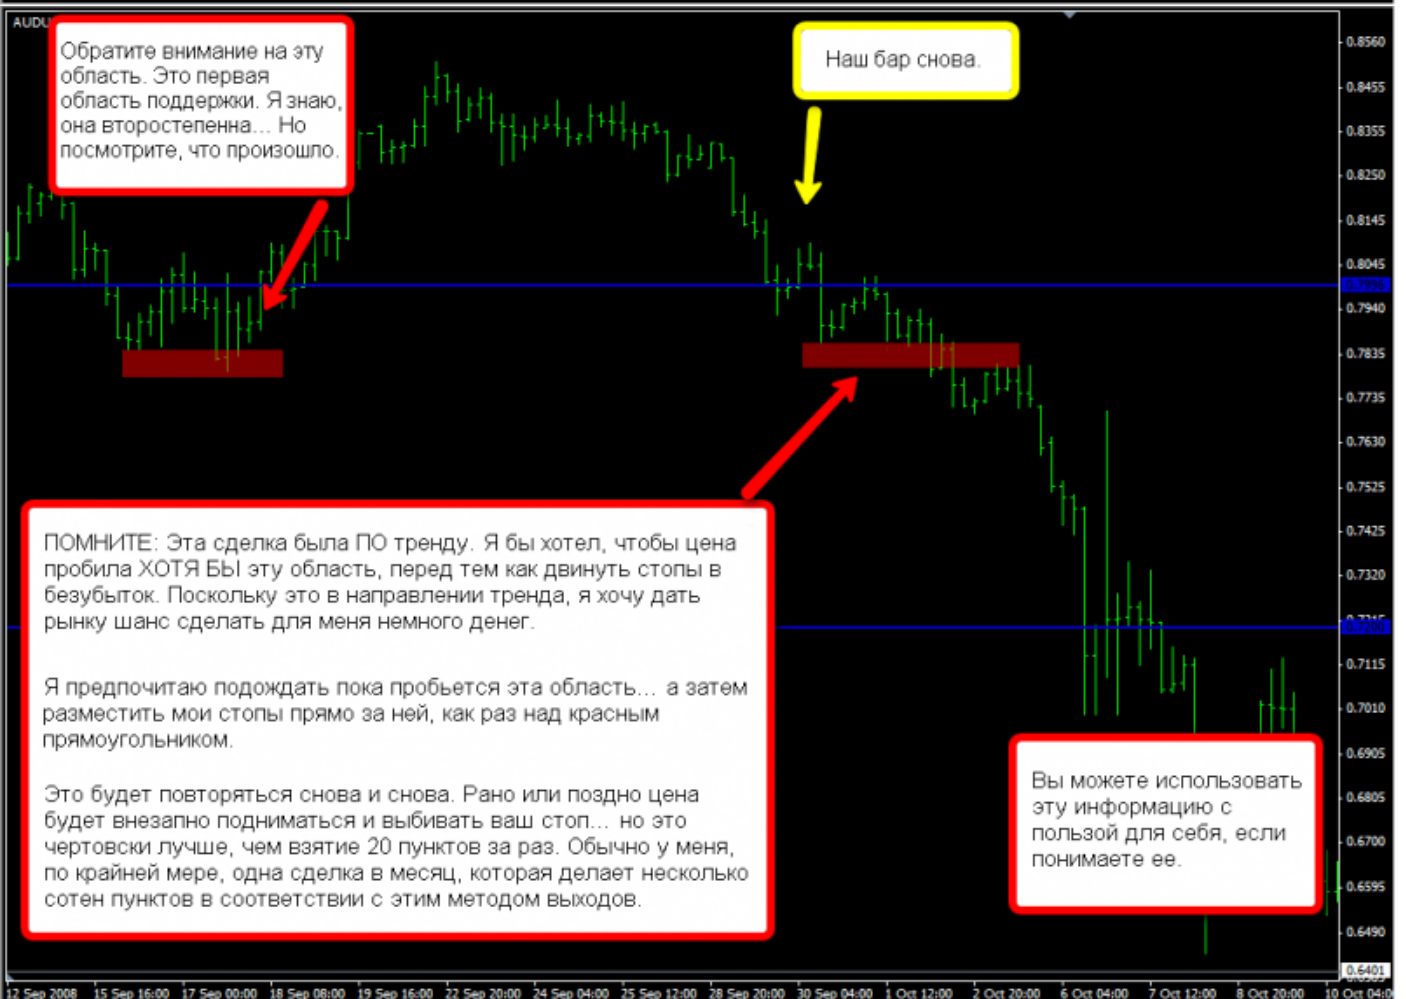 AUDU
Обратите внимание на эту
область. Это первая
область поддержки. Я знаю,
она второстепенна... Но
посмотрите, что произошло.
Наш бар снова.
0.8560
0.8455
0.8355
0.8250
0.8145
0.8045
0.7996
0.7940
0.7835
0.7735
0.7630
0.7525
0.7425
0.7320
0.7200
0.7115
0.7010
0.6905
0.6805
0.6700
0.6595
0.6490
0.6401
ПОМНИТЕ: Эта сделка была ПО тренду. Я бы хотел, чтобы цена
пробила ХОТЯ БЫ эту область, перед тем как двинуть стопы в
безубыток. Поскольку это в направлении тренда, я хочу дать
рынку шанс сделать для меня немного денег.
Я предпочитаю подождать пока пробьется эта область... а затем
разместить мои стопы прямо за ней, как раз над красным
прямоугольником.
Это будет повторяться снова и снова. Рано или поздно цена
будет внезапно подниматься и выбивать ваш стоп... но это
чертовски лучше, чем взятие 20 пунктов за раз. Обычно у меня,
по крайней мере, одна сделка в месяц, которая делает несколько
сотен пунктов в соответствии с этим методом выходов.
Вы можете использовать
эту информацию с
пользой для себя, если
понимаете ее.
12 Sep 2008 15 Sep 16:00 17 Sep 00:00 18 Sep 08:00 19 Sep 16:00 22 Sep 20:00 24 Sep 04:00 25 Sep 12:00 28 Sep 20:00 30 Sep 04:00 1 Oct 12:00 2 Oct 20:00 6 Oct 04:00 7 Oct 12:00 8 Oct 20:00 10 Oct 04:0